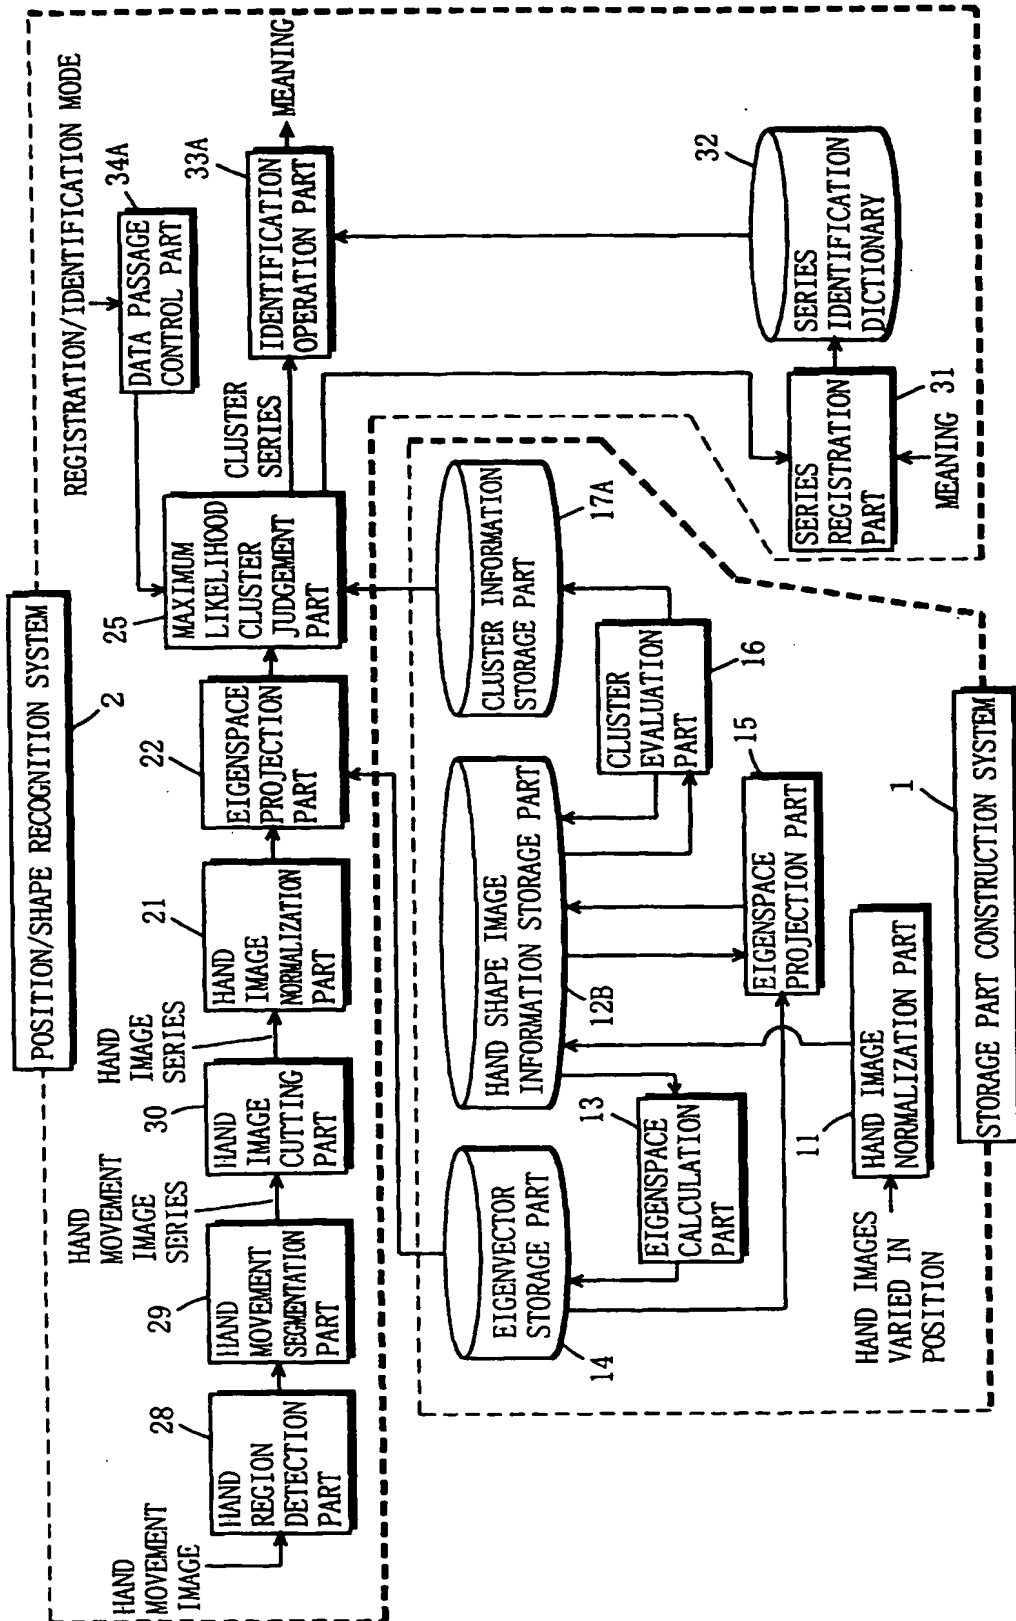 POSITION/SHAPE RECOGNITION SYSTEM
2
REGISTRATION/IDENTIFICATION MODE
34A
DATA PASSAGE
CONTROL PART
HAND
MOVEMENT
IMAGE
28
HAND
REGION
DETECTION
PART
29
HAND
MOVEMENT
SEGMENTATION
PART
HAND
MOVEMENT
IMAGE
SERIES
30
HAND
IMAGE
CUTTING
PART
HAND
IMAGE
SERIES
21
HAND
IMAGE
NORMALIZATION
PART
22
EIGENSPACE
PROJECTION
PART
25
MAXIMUM
LIKELIHOOD
CLUSTER
JUDGEMENT
PART
CLUSTER
SERIES
33A
IDENTIFICATION
OPERATION PART
MEANING
EIGENVECTOR
STORAGE PART
14
HAND SHAPE IMAGE
INFORMATION STORAGE PART
12B
CLUSTER INFORMATION
STORAGE PART
17A
13
EIGENSPACE
CALCULATION
PART
CLUSTER
EVALUATION
PART
16
15
EIGENSPACE
PROJECTION PART
HAND IMAGES
VARIED IN
POSITION
11
HAND IMAGE
NORMALIZATION PART
SERIES
REGISTRATION
PART
31
MEANING
32
SERIES
IDENTIFICATION
DICTIONARY
1
STORAGE PART CONSTRUCTION SYSTEM